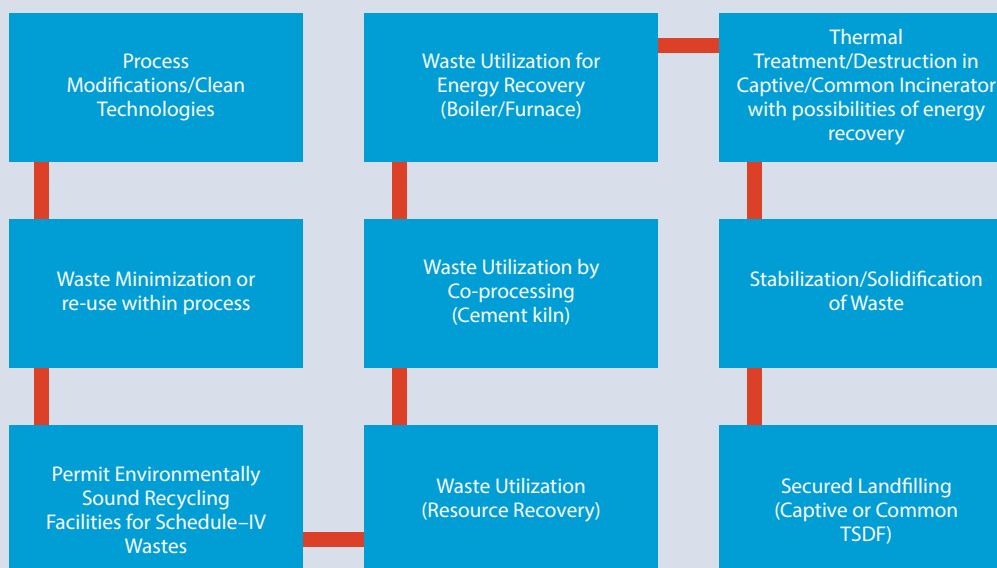 Process
Modifications/Clean
Technologies
Waste Minimization or
re-use within process
Permit Environmentally
Sound Recycling
Facilities for Schedule–IV
Wastes
Waste Utilization
(Resource Recovery)
Waste Utilization by
Co-processing
(Cement kiln)
Waste Utilization for
Energy Recovery
(Boiler/Furnace)
Thermal
Treatment/Destruction in
Captive/Common Incinerator
with possibilities of energy
recovery
Stabilization/Solidification
of Waste
Secured Landfilling
(Captive or Common
TSDF)